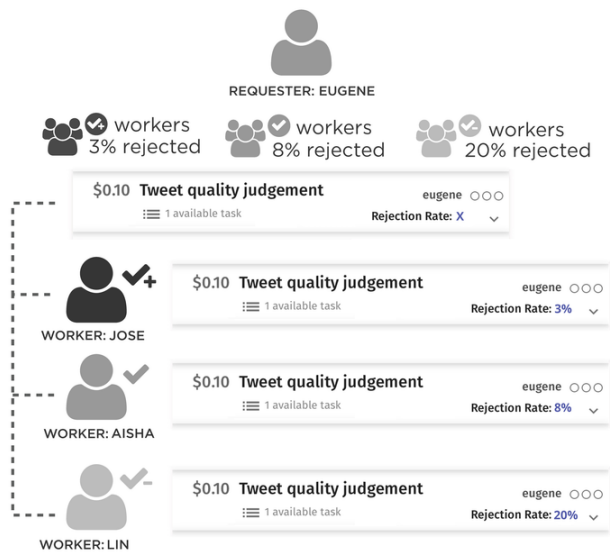 REQUESTER: EUGENE
workers
3% rejected
workers
8% rejected
workers
20% rejected
$0.10 Tweet quality judgement
eugene
1 available task
Rejection Rate: X
$0.10 Tweet quality judgement
eugene
1 available task
Rejection Rate: 3%
WORKER: JOSE
$0.10 Tweet quality judgement
eugene
1 available task
Rejection Rate: 8%
WORKER: AISHA
$0.10 Tweet quality judgement
eugene
1 available task
Rejection Rate: 20%
WORKER: LIN